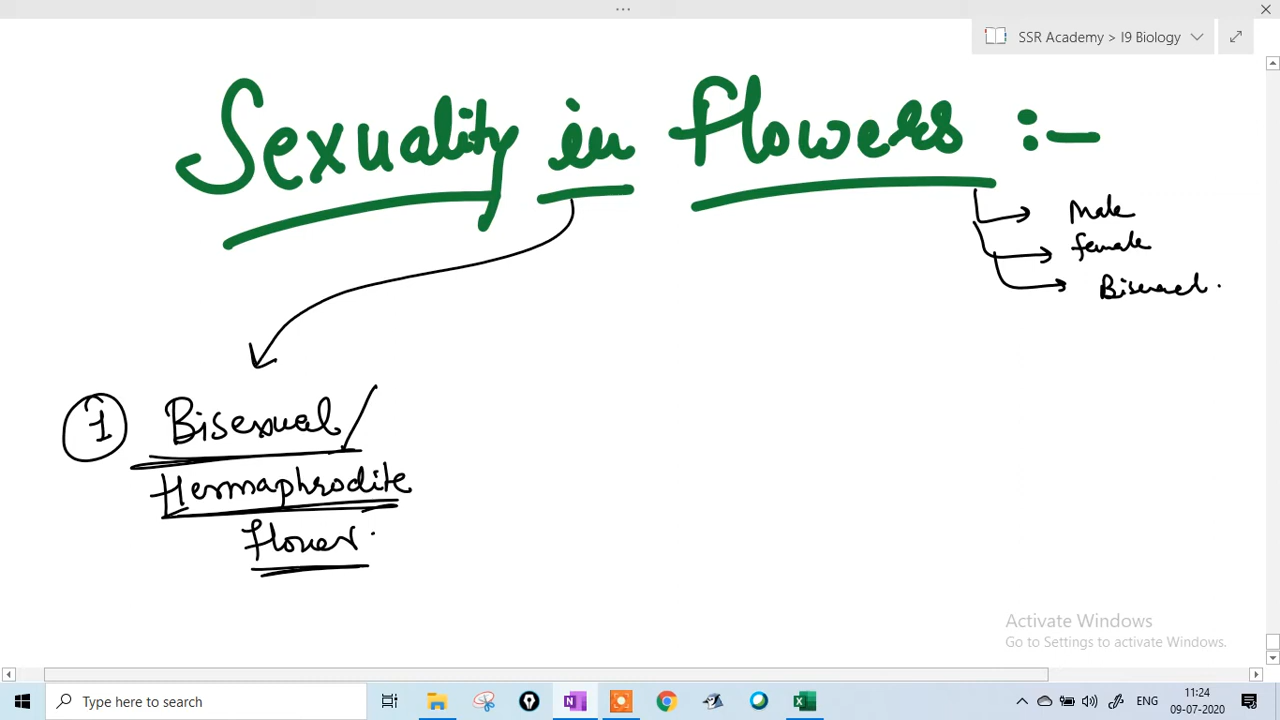 SSR Academy > I9 Biology
Sexuality in flowers :-
Male
female
Bisexual.
1 Bisexual/
Hermaphrodite
flower.
Activate Windows
Go to Settings to activate Windows.
Type here to search
ENG
11:24
09-07-2020